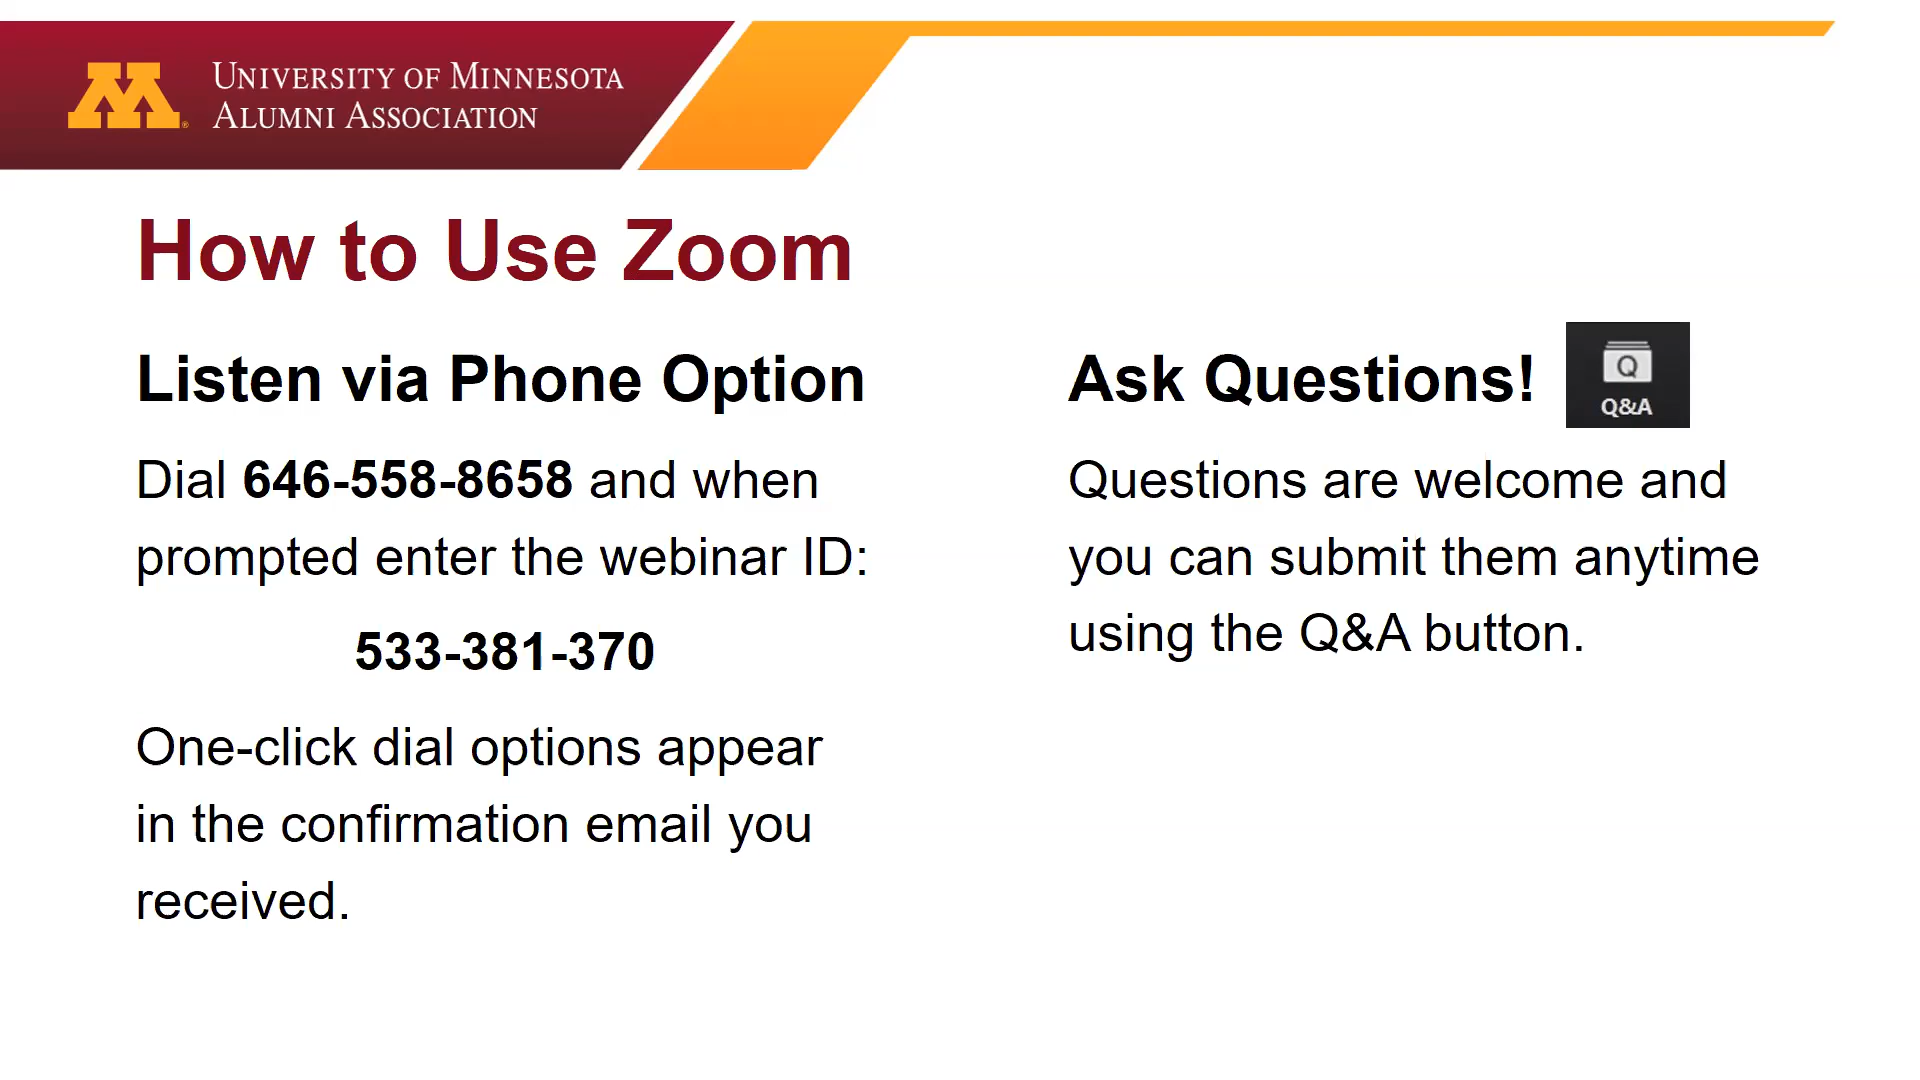 University of Minnesota
Alumni Association
How to Use Zoom
Listen via Phone Option
Dial 646-558-8658 and when
prompted enter the webinar ID:
533-381-370
One-click dial options appear
in the confirmation email you
received.
Ask Questions!
Q
Q&A
Questions are welcome and
you can submit them anytime
using the Q&A button.